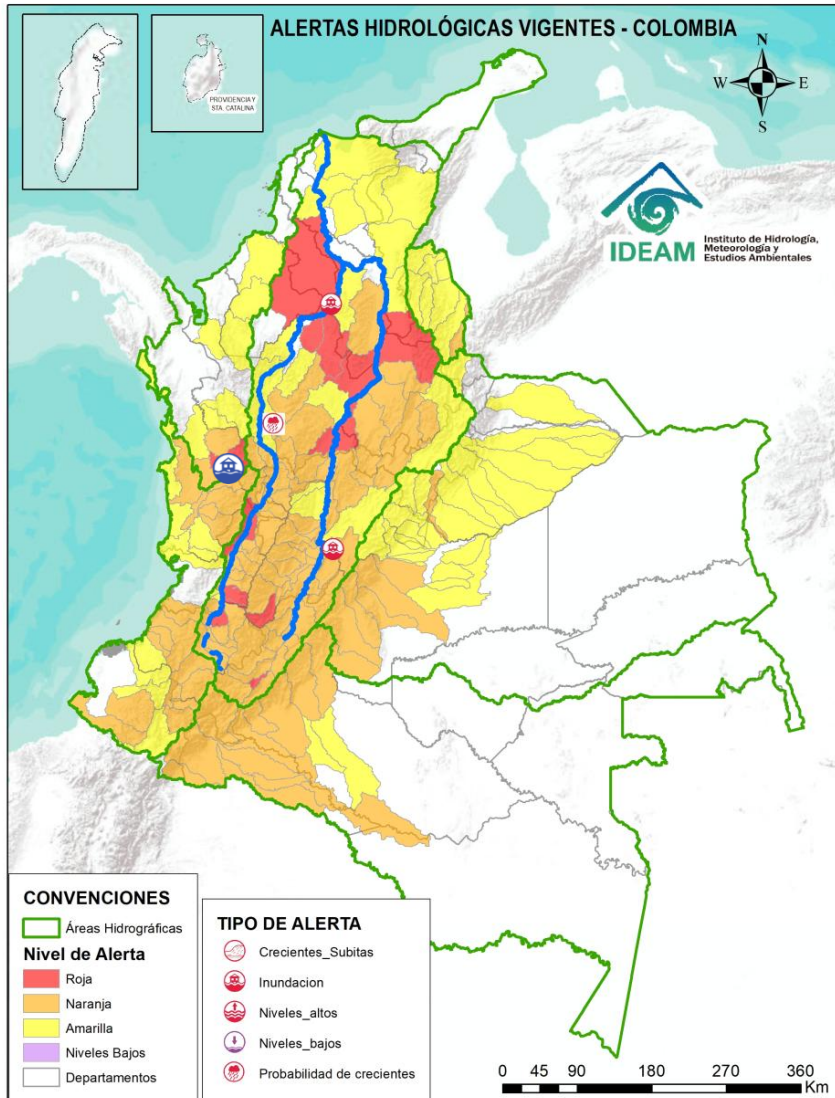 ALERTAS HIDROLÓGICAS VIGENTES - COLOMBIA
PROVIDENCIA Y
STA. CATALINA
N
W
E
S
IDEAM
Instituto de Hidrología,
Meteorología y
Estudios Ambientales
CONVENCIONES
Áreas Hidrográficas
Nivel de Alerta
Roja
Naranja
Amarilla
Niveles Bajos
Departamentos
TIPO DE ALERTA
Crecientes_Subitas
Inundacion
Niveles_altos
Niveles_bajos
Probabilidad de crecientes
0 45 90 180 270 360
Km